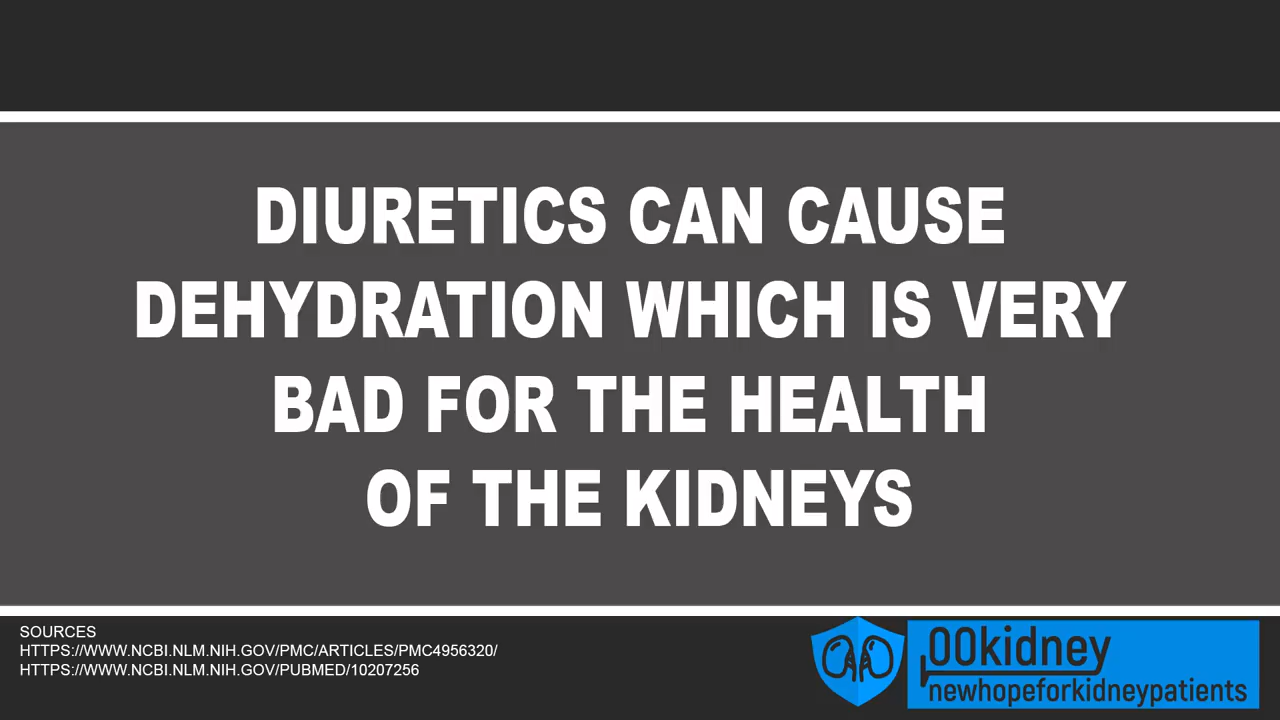 DIURETICS CAN CAUSE
DEHYDRATION WHICH IS VERY
BAD FOR THE HEALTH
OF THE KIDNEYS
SOURCES
HTTPS://WWW.NCBI.NLM.NIH.GOV/PMC/ARTICLES/PMC4956320/
HTTPS://WWW.NCBI.NLM.NIH.GOV/PUBMED/10207256
00kidney
newhopeforkidneypatients